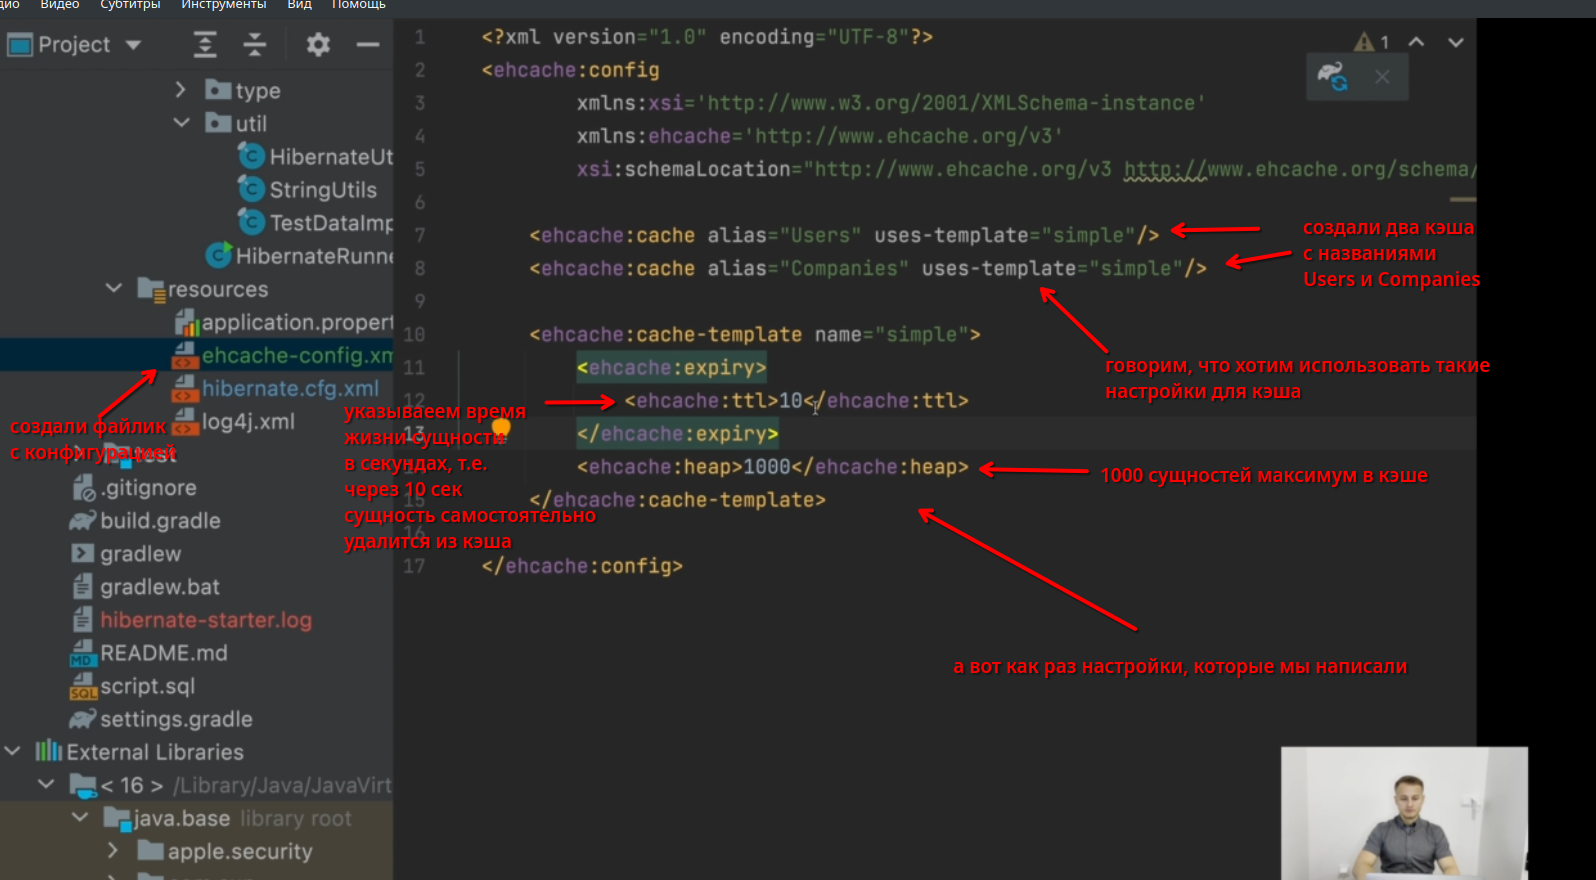 дио Видео Субтитры Инструменты Вид Помощь
Project
type
util
HibernateUt
StringUtils
TestDataImp
HibernateRunne
resources
application.propert
ehcache-config.xm
hibernate.cfg.xml
log4j.xml
test
.gitignore
build.gradle
gradlew
gradlew.bat
hibernate-starter.log
README.md
script.sql
settings.gradle
External Libraries
< 16 > /Library/Java/JavaVirt
java.base library root
apple.security
создали файлик
с конфигурацией
1 <?xml version="1.0" encoding="UTF-8"?>
2 <ehcache:config
3 xmlns:xsi='http://www.w3.org/2001/XMLSchema-instance'
4 xmlns:ehcache='http://www.ehcache.org/v3'
5 xsi:schemaLocation="http://www.ehcache.org/v3 http://www.ehcache.org/schema/
6
7 <ehcache:cache alias="Users" uses-template="simple"/>
8 <ehcache:cache alias="Companies" uses-template="simple"/>
9
10 <ehcache:cache-template name="simple">
11 <ehcache:expiry>
12 <ehcache:ttl>10</ehcache:ttl>
13 </ehcache:expiry>
<ehcache:heap>1000</ehcache:heap>
15 </ehcache:cache-template>
16
17 </ehcache:config>
1
создали два кэша
с названиями
Users и Companies
говорим, что хотим использовать такие
настройки для кэша
указываеем время
жизни сущности
в секундах, т.е.
через 10 сек
сущность самостоятельно
удалится из кэша
1000 сущностей максимум в кэше
а вот как раз настройки, которые мы написали